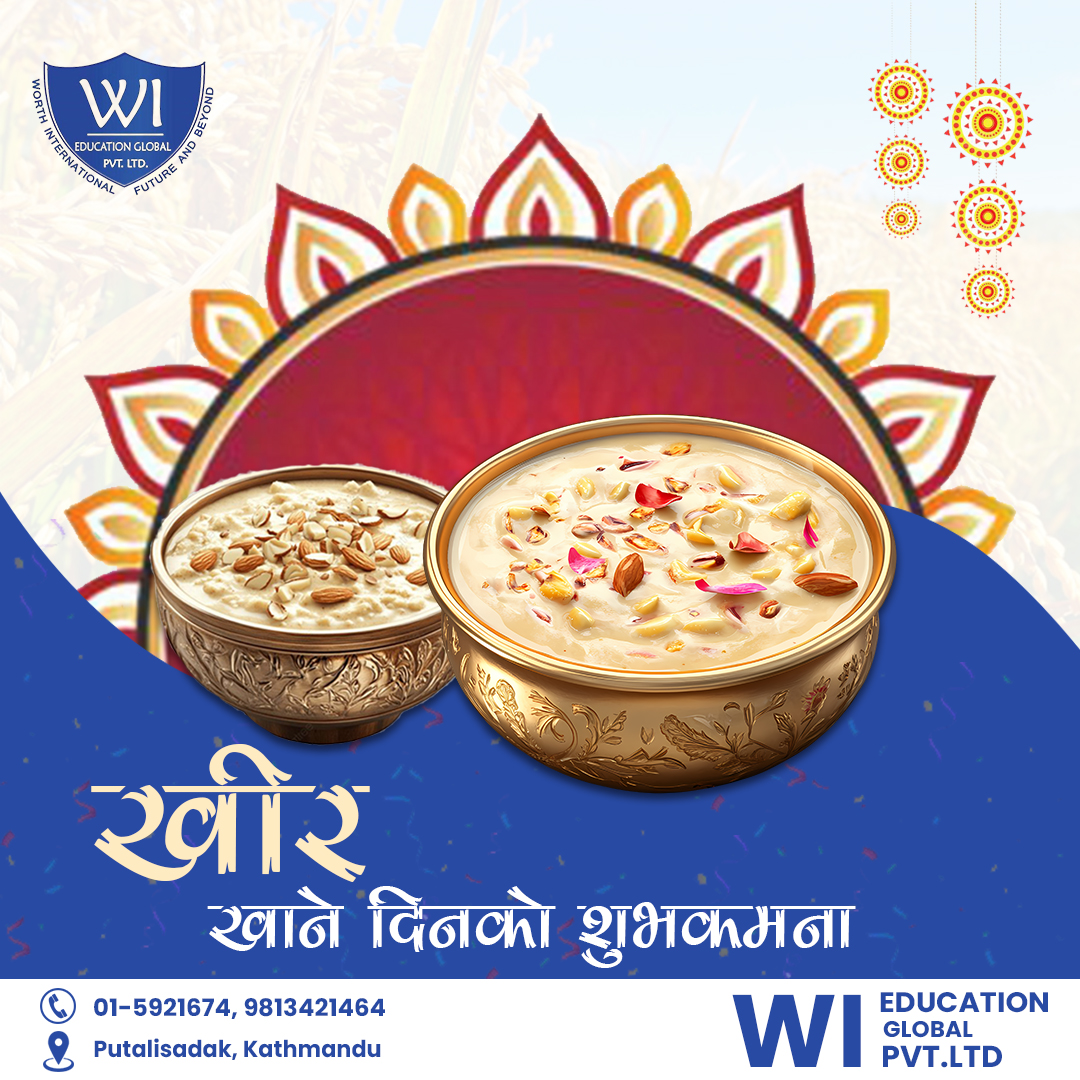 WI
EDUCATION GLOBAL
PVT. LTD.
WORTH INTERNATIONAL FUTURE AND BEYOND
खीर
खाने दिनको शुभकमना
01-5921674, 9813421464
Putalisadak, Kathmandu
WI EDUCATION
GLOBAL
PVT.LTD